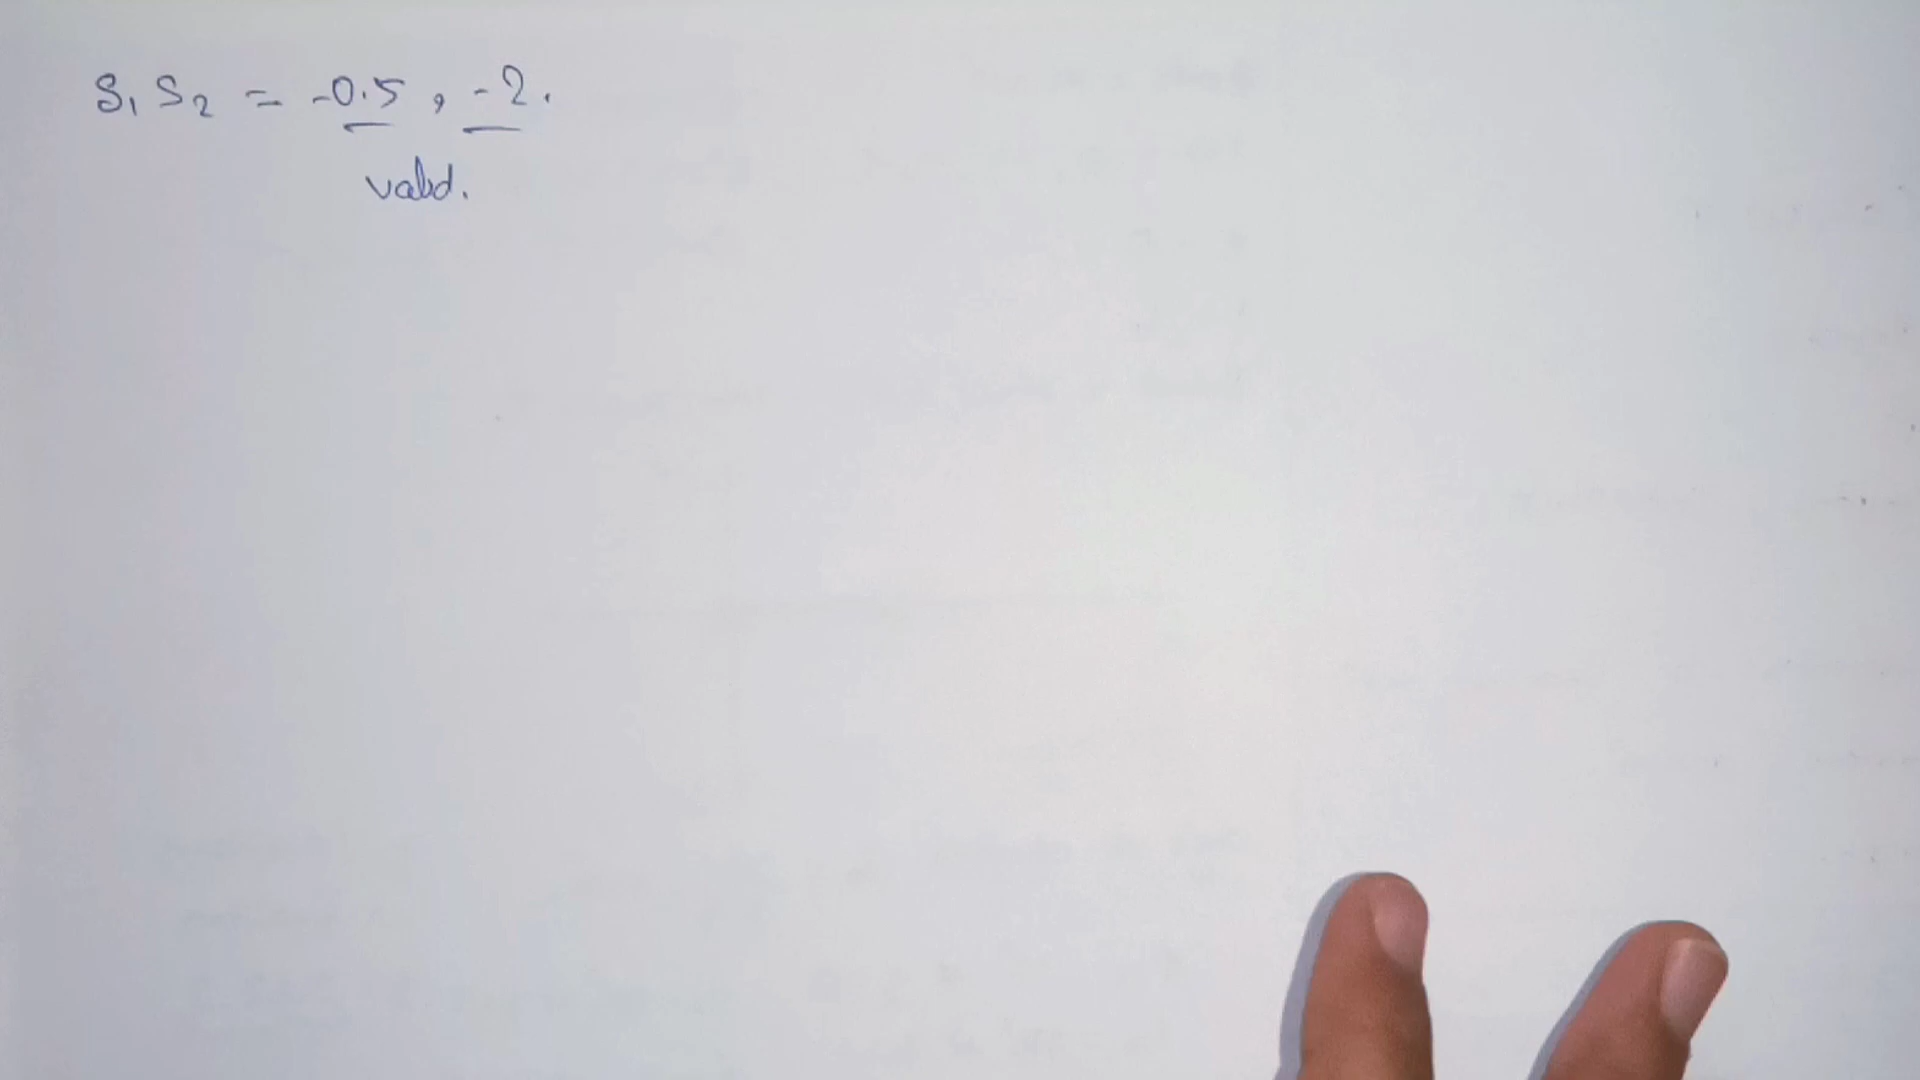 S₁ S₂ = -0.5, -2.
valid.